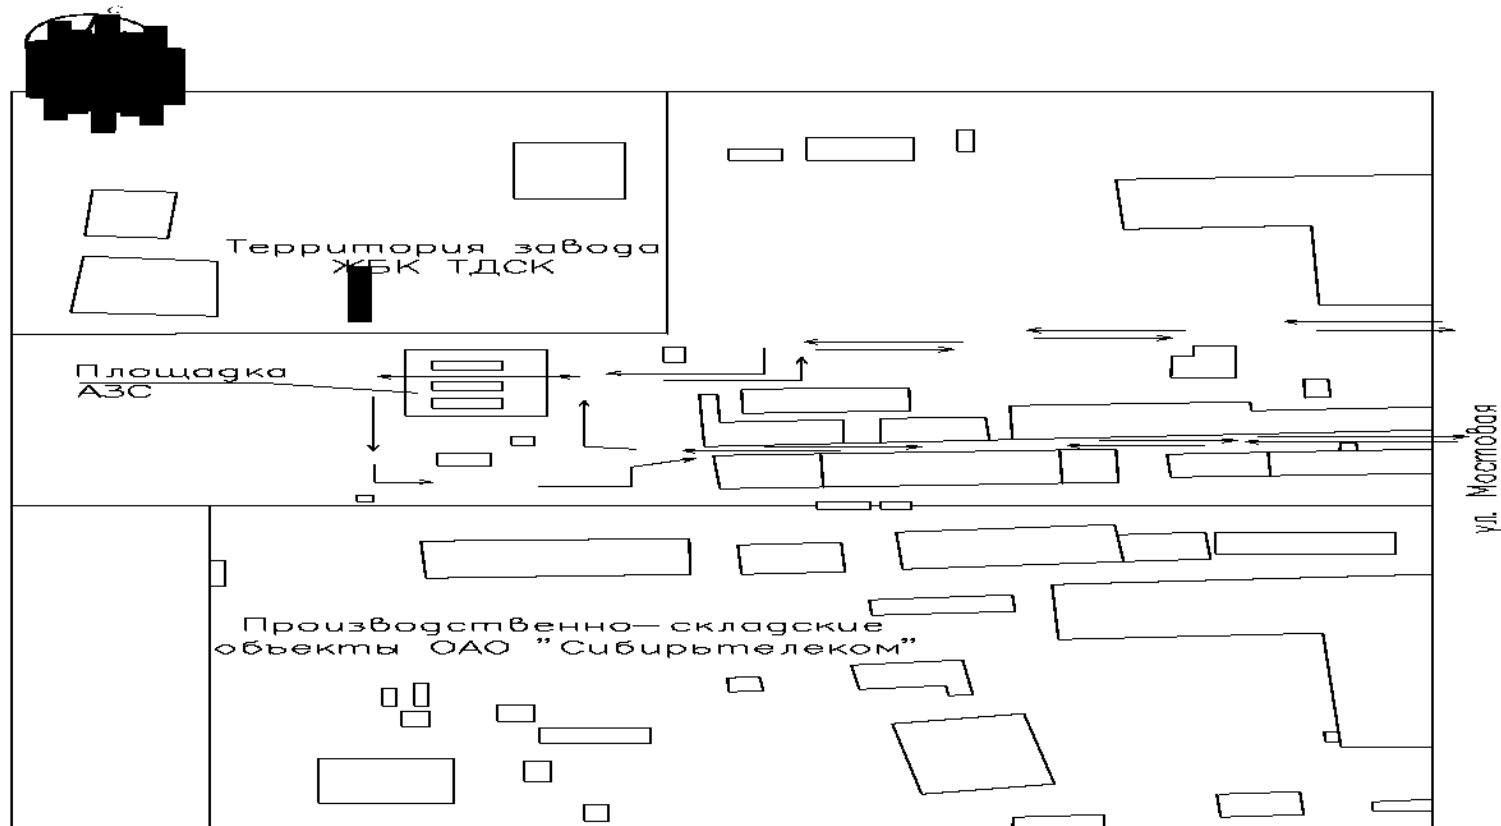 С
Территория завода
ЖБК ТДСК
Площадка
АЗС
ул. Мостовая
Производственно-складские
объекты ОАО "Сибирьтелеком"